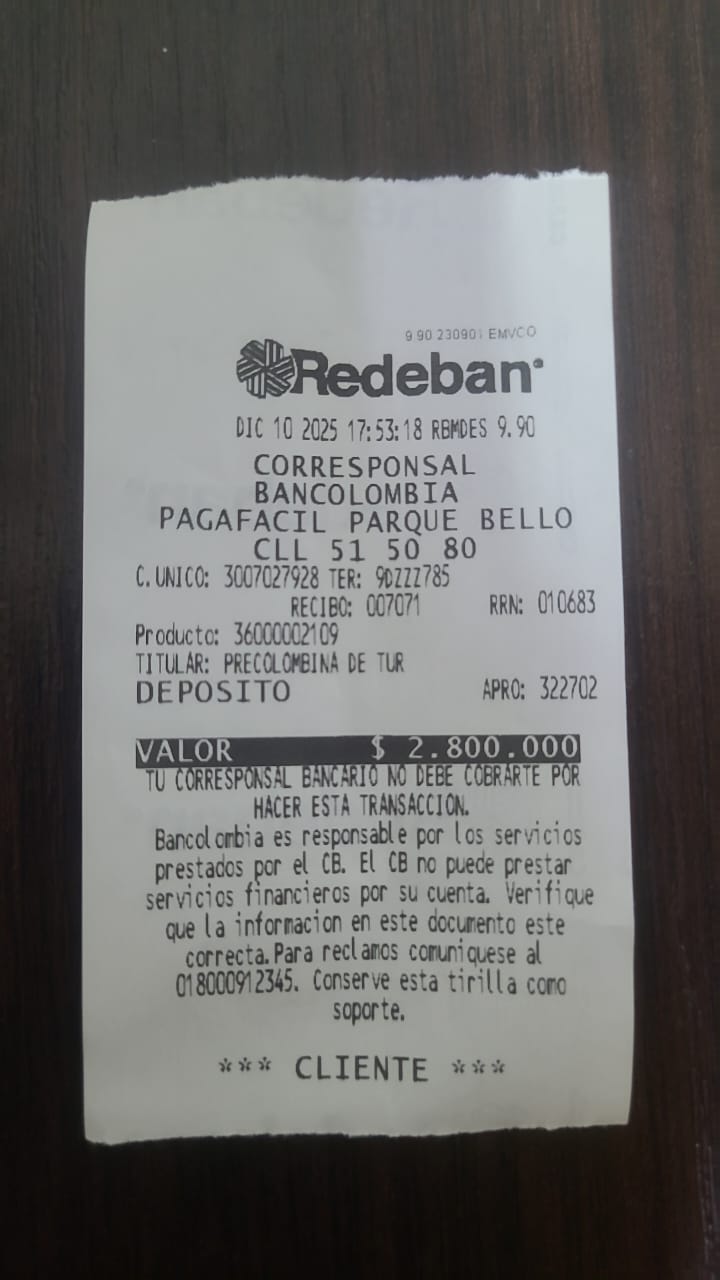 9 90 230901 EMVCO
Redeban
DIC 10 2025 17:53:18 RBMDES 9.90
CORRESPONSAL
BANCOLOMBIA
PAGAFACIL PARQUE BELLO
CLL 51 50 80
C.UNICO: 3007027928 TER: 9DZZZ785
RECIBO: 007071 RRN: 010683
Producto: 36000002109
TITULAR: PRECOLOMBINA DE TUR
DEPOSITO APRO: 322702
VALOR $ 2.800.000
TU CORRESPONSAL BANCARIO NO DEBE COBRARTE POR
HACER ESTA TRANSACCION.
Bancolombia es responsable por los servicios
prestados por el CB. El CB no puede prestar
servicios financieros por su cuenta. Verifique
que la informacion en este documento este
correcta.Para reclamos comuniquese al
018000912345. Conserve esta tirilla como
soporte.
*** CLIENTE ***